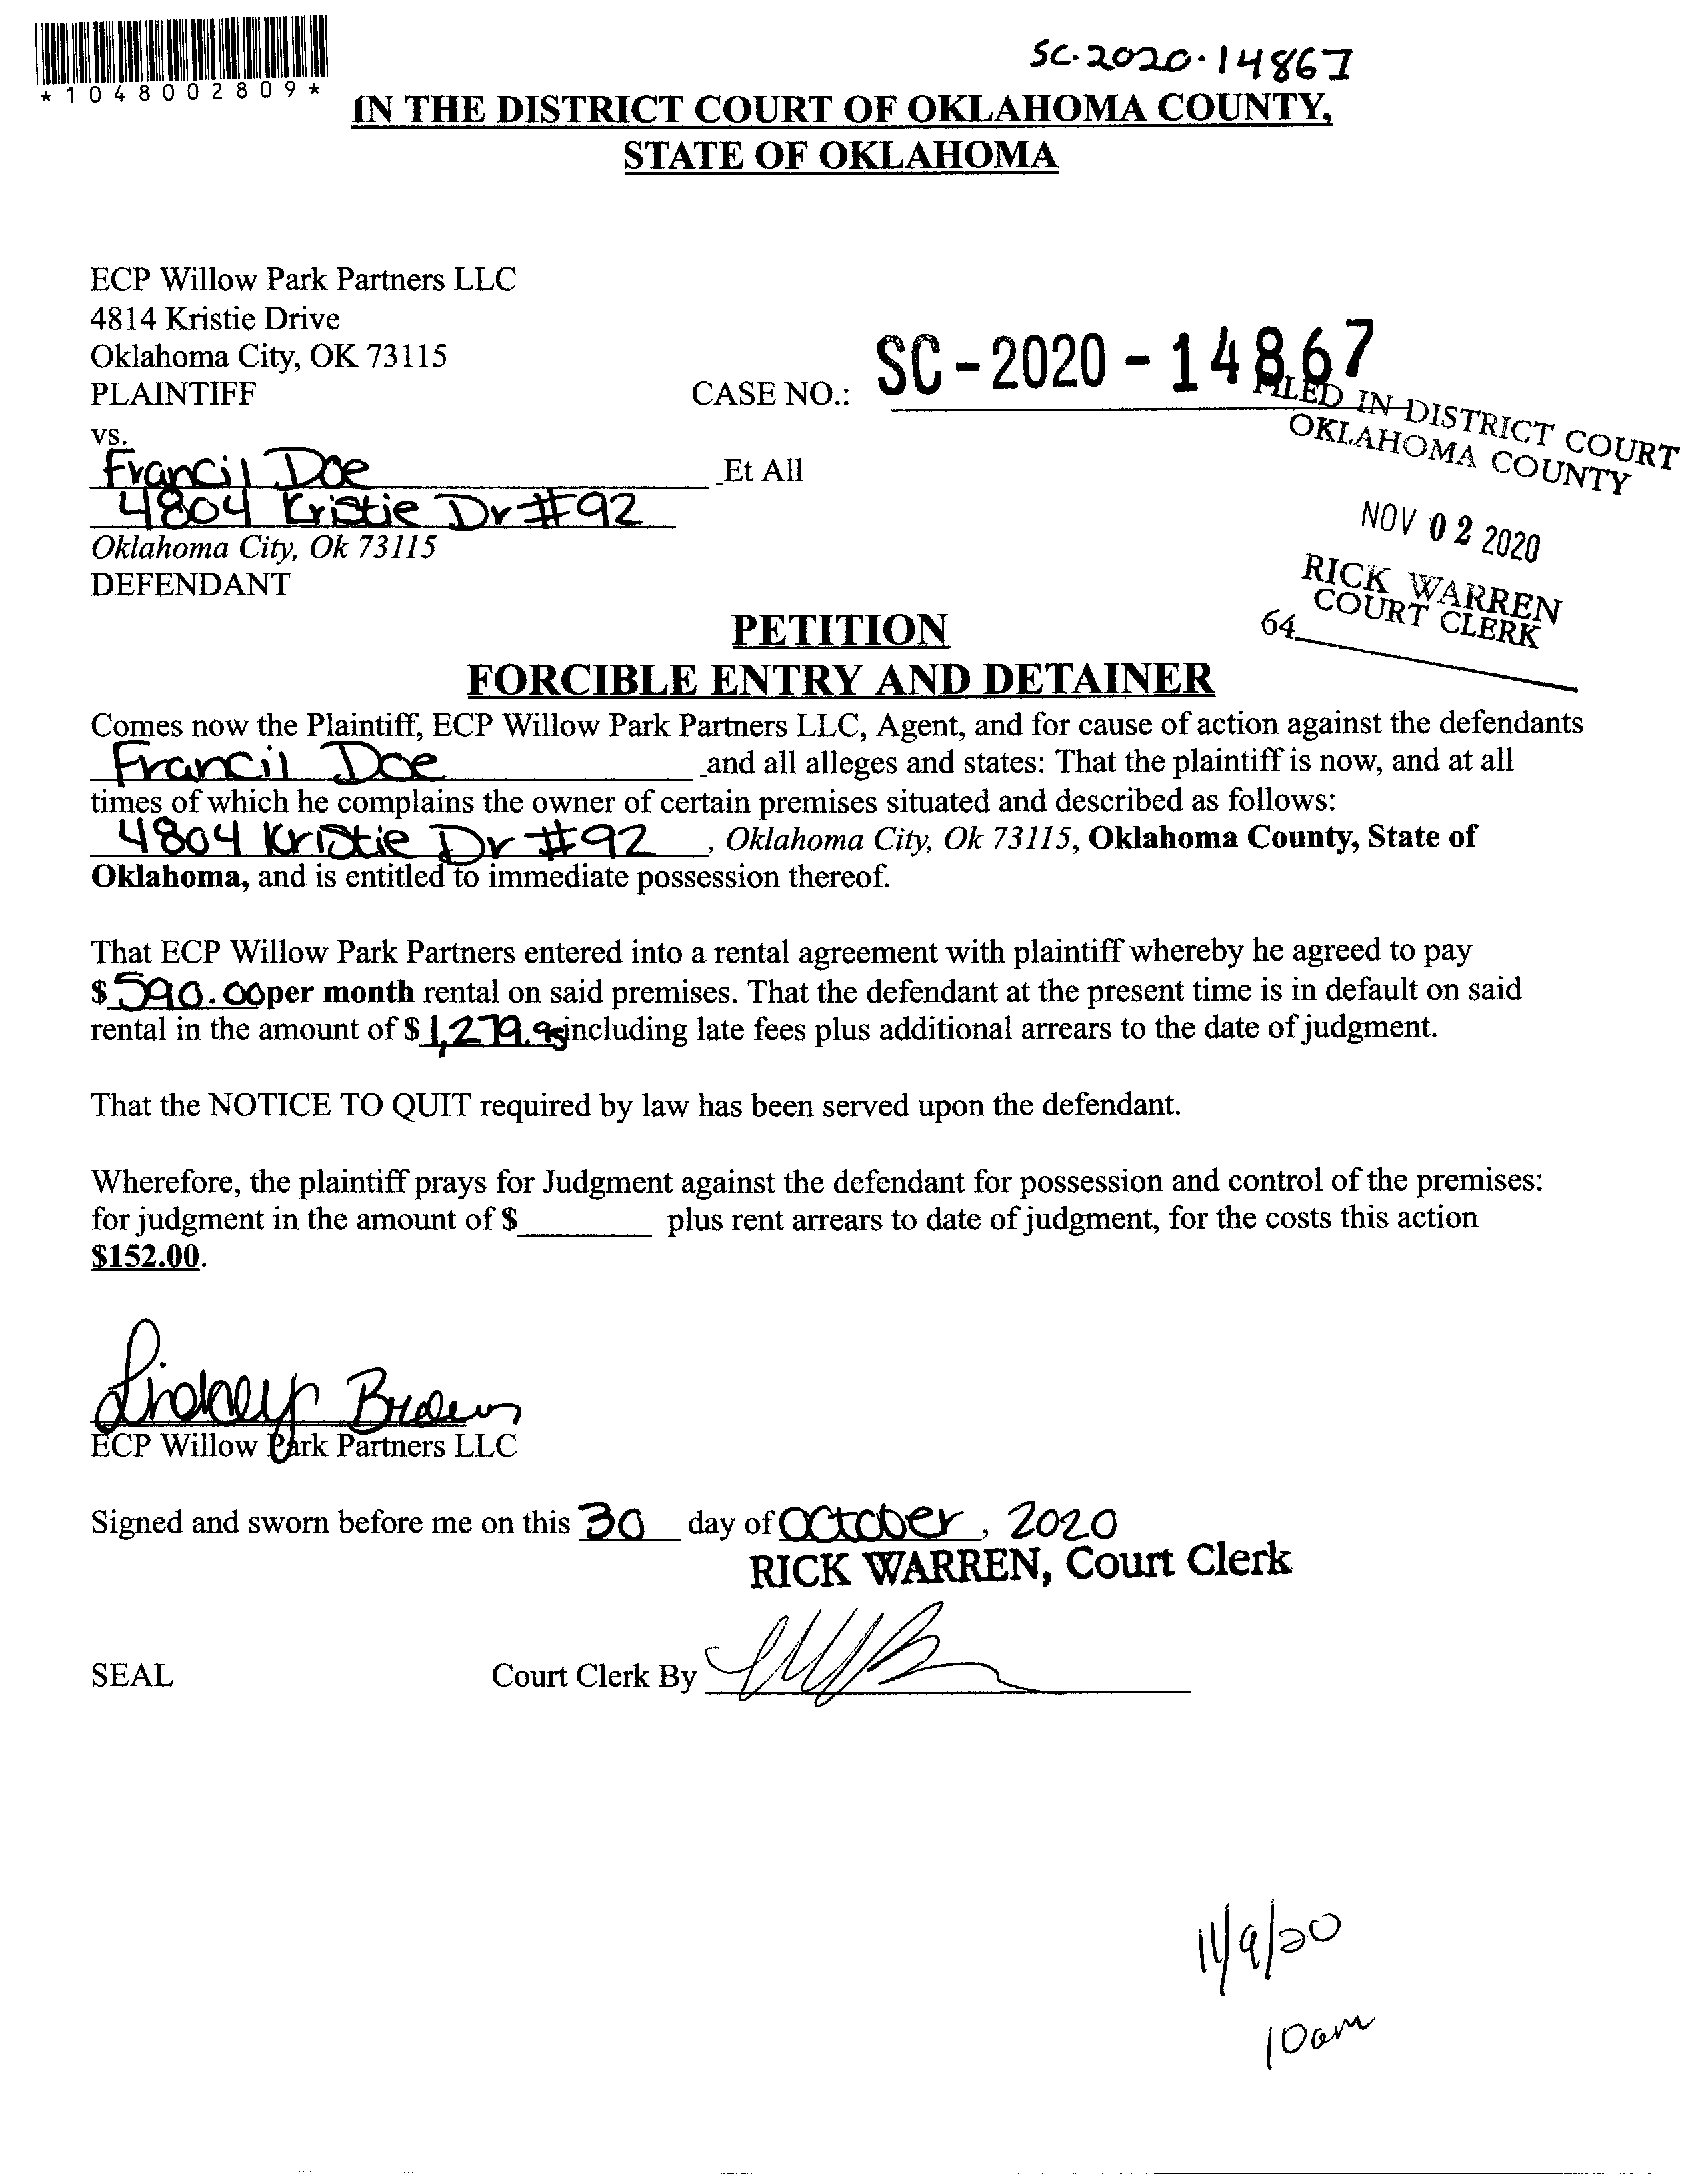 SC-2020-14867
*1048002809*
IN THE DISTRICT COURT OF OKLAHOMA COUNTY,
STATE OF OKLAHOMA
ECP Willow Park Partners LLC
4814 Kristie Drive
Oklahoma City, OK 73115
PLAINTIFF
CASE NO.: SC-2020-14867
FILED IN DISTRICT COURT
OKLAHOMA COUNTY
vs.
Francil Doe Et All
4804 Kristie Dr #92
Oklahoma City, Ok 73115
DEFENDANT
NOV 02 2020
RICK WARREN
COURT CLERK
64
PETITION
FORCIBLE ENTRY AND DETAINER
Comes now the Plaintiff, ECP Willow Park Partners LLC, Agent, and for cause of action against the defendants
Francil Doe and all alleges and states: That the plaintiff is now, and at all
times of which he complains the owner of certain premises situated and described as follows:
4804 Kristie Dr #92, Oklahoma City, Ok 73115, Oklahoma County, State of
Oklahoma, and is entitled to immediate possession thereof.
That ECP Willow Park Partners entered into a rental agreement with plaintiff whereby he agreed to pay
$590.00 per month rental on said premises. That the defendant at the present time is in default on said
rental in the amount of $1,279.95 including late fees plus additional arrears to the date of judgment.
That the NOTICE TO QUIT required by law has been served upon the defendant.
Wherefore, the plaintiff prays for Judgment against the defendant for possession and control of the premises:
for judgment in the amount of $________ plus rent arrears to date of judgment, for the costs this action
$152.00.
ECP Willow Park Partners LLC
Signed and sworn before me on this 30 day of October, 2020
RICK WARREN, Court Clerk
SEAL Court Clerk By
11/9/20
10am